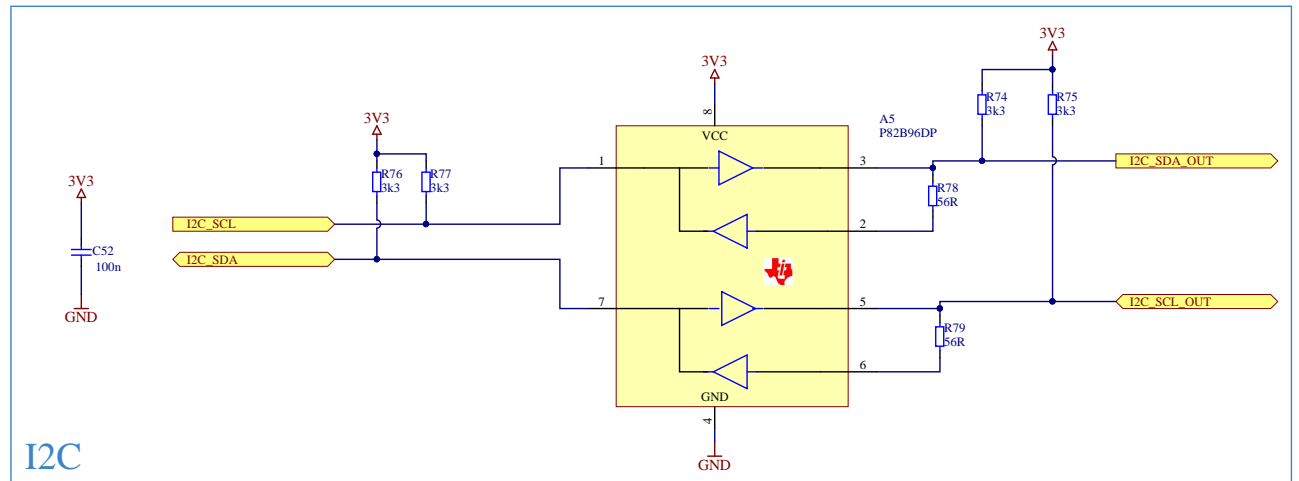 3V3
3V3
A5
P82B96DP
R74
3k3
R75
3k3
8
VCC
3V3
1
3
I2C_SDA_OUT
R76
3k3
R77
3k3
3V3
R78
56R
I2C_SCL
2
C52
100n
I2C_SDA
ti
7
5
I2C_SCL_OUT
GND
R79
56R
6
GND
4
I2C
GND